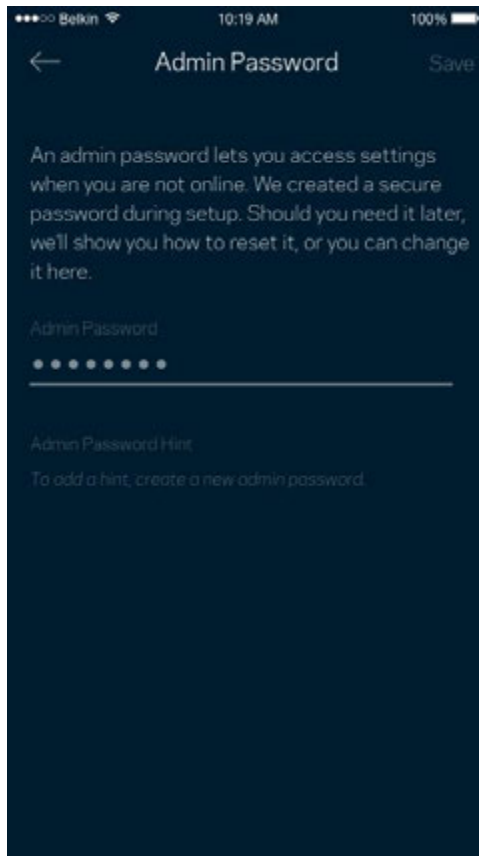 Belkin 10:19 AM 100%
Admin Password Save
An admin password lets you access settings
when you are not online. We created a secure
password during setup. Should you need it later,
we'll show you how to reset it, or you can change
it here.
Admin Password
••••••••
Admin Password Hint
To add a hint, create a new admin password.